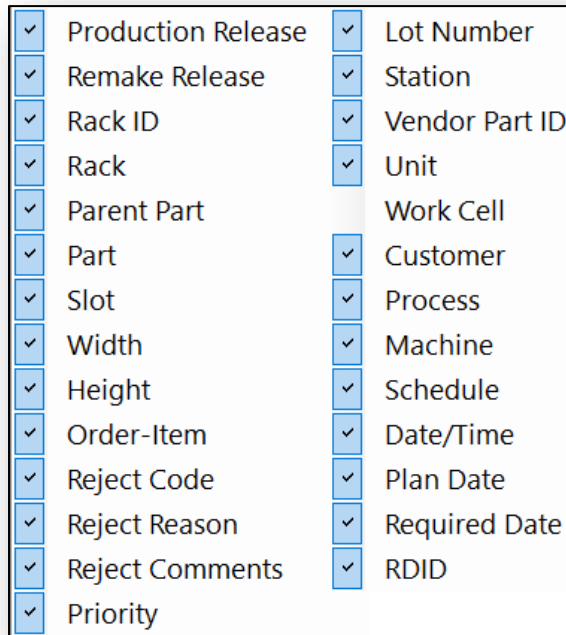 Production Release
Remake Release
Rack ID
Rack
Parent Part
Part
Slot
Width
Height
Order-Item
Reject Code
Reject Reason
Reject Comments
Priority
Lot Number
Station
Vendor Part ID
Unit
Work Cell
Customer
Process
Machine
Schedule
Date/Time
Plan Date
Required Date
RDID